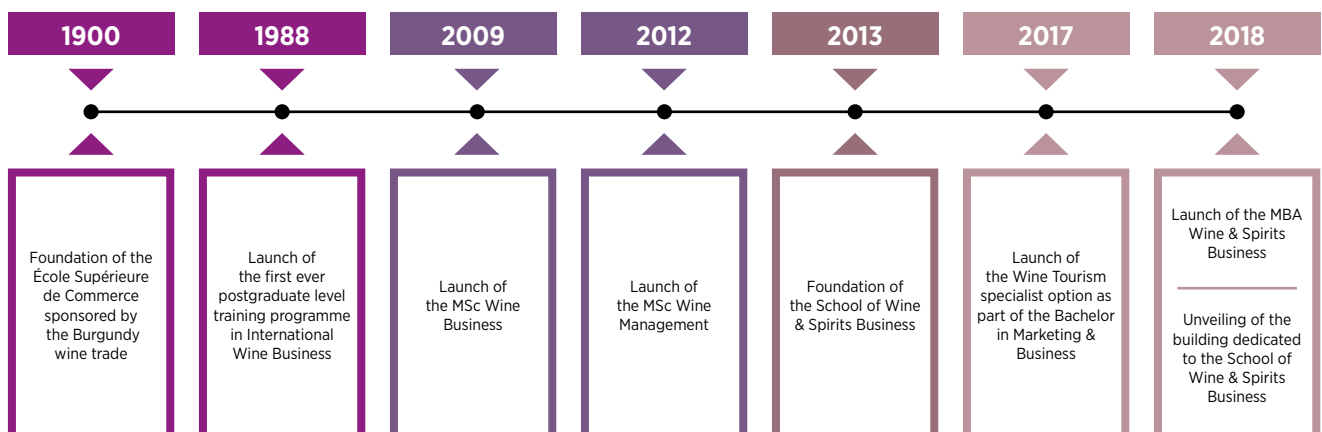 1900
1988
2009
2012
2013
2017
2018
Foundation of the
École Supérieure
de Commerce
sponsored by
the Burgundy
wine trade
Launch of
the first ever
postgraduate level
training programme
in International
Wine Business
Launch of
the MSc Wine
Business
Launch of
the MSc Wine
Management
Foundation of
the School of Wine
& Spirits Business
Launch of
the Wine Tourism
specialist option as
part of the Bachelor
in Marketing &
Business
Launch of the MBA
Wine & Spirits
Business
Unveiling of the
building dedicated
to the School of
Wine & Spirits
Business